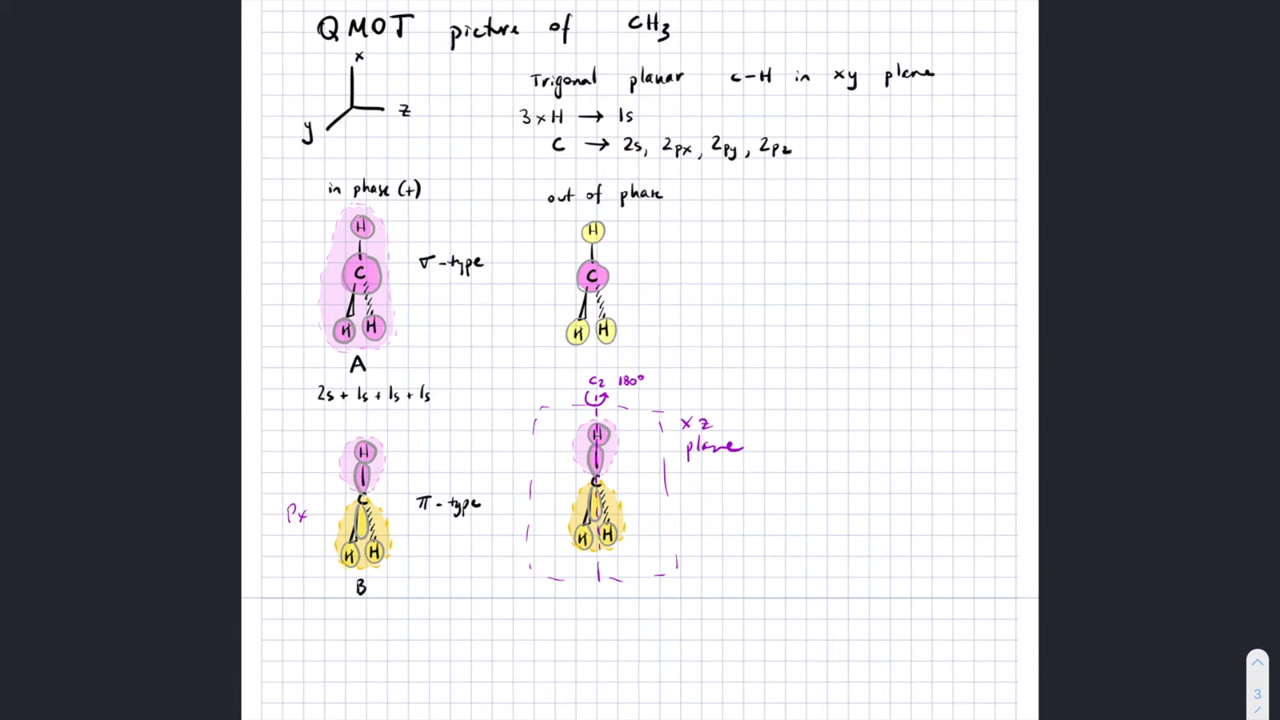 QMOT picture of CH3
x
z
y
Trigonal planar C-H in xy plane
3 x H → 1s
C → 2s, 2px, 2py, 2pz
in phase (+)
out of phase
H
C
H H
σ-type
A
2s + 1s + 1s + 1s
H
C
H H
C2 180°
xz
plane
H
C
H H
Px
π-type
B
H
C
H H
3